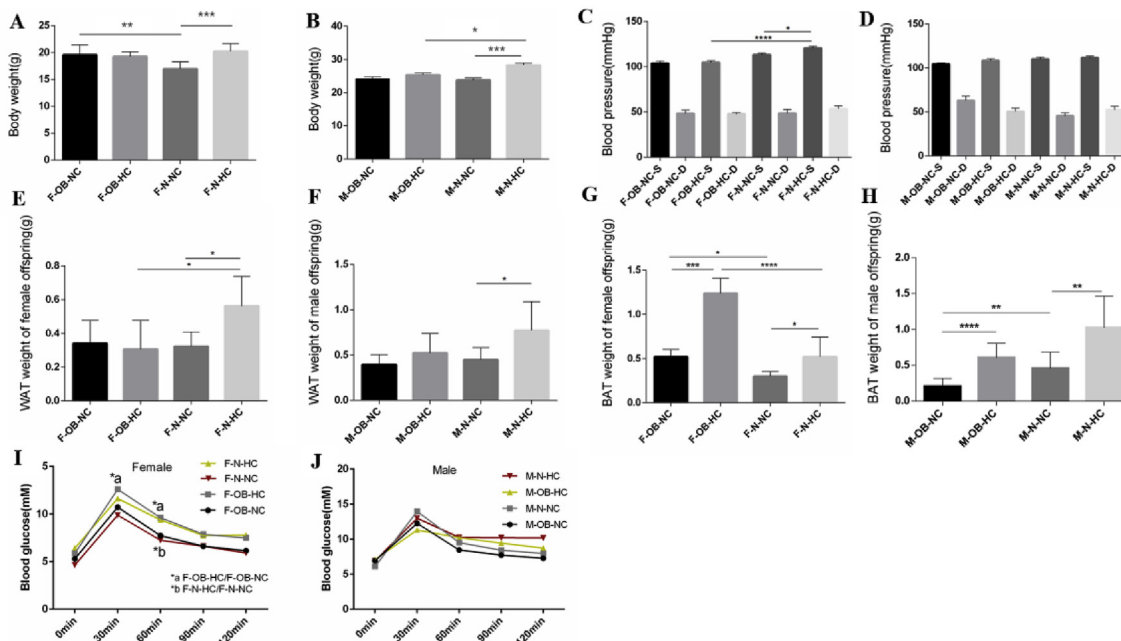 A
Body weight(g)
25
20
15
10
5
0
**
***
F-OB-NC
F-OB-HC
F-N-NC
F-N-HC
B
Body weight(g)
40
30
20
10
0
*
***
M-OB-NC
M-OB-HC
M-N-NC
M-N-HC
C
Blood pressure(mmHg)
150
100
50
0
*
****
F-OB-NC-S
F-OB-NC-D
F-OB-HC-S
F-OB-HC-D
F-N-NC-S
F-N-NC-D
F-N-HC-S
F-N-HC-D
D
Blood pressure(mmHg)
150
100
50
0
M-OB-NC-S
M-OB-NC-D
M-OB-HC-S
M-OB-HC-D
M-N-NC-S
M-N-NC-D
M-N-HC-S
M-N-HC-D
E
WAT weight of female offspring(g)
0.8
0.6
0.4
0.2
0.0
*
*
F-OB-NC
F-OB-HC
F-N-NC
F-N-HC
F
WAT weight of male offspring(g)
1.5
1.0
0.5
0.0
*
M-OB-NC
M-OB-HC
M-N-NC
M-N-HC
G
BAT weight of female offspring(g)
1.5
1.0
0.5
0.0
*
***
****
*
F-OB-NC
F-OB-HC
F-N-NC
F-N-HC
H
BAT weight of male offspring(g)
2.0
1.5
1.0
0.5
0.0
**
**
****
M-OB-NC
M-OB-HC
M-N-NC
M-N-HC
I
Female
Blood glucose(mM)
5
10
5
0
*a
*a
*b
F-N-HC
F-N-NC
F-OB-HC
F-OB-NC
*a F-OB-HC/F-OB-NC
*b F-N-HC/F-N-NC
0min
30min
60min
90min
120min
J
Male
Blood glucose(mM)
20
15
10
5
0
M-N-HC
M-OB-HC
M-N-NC
M-OB-NC
0min
30min
60min
90min
120min